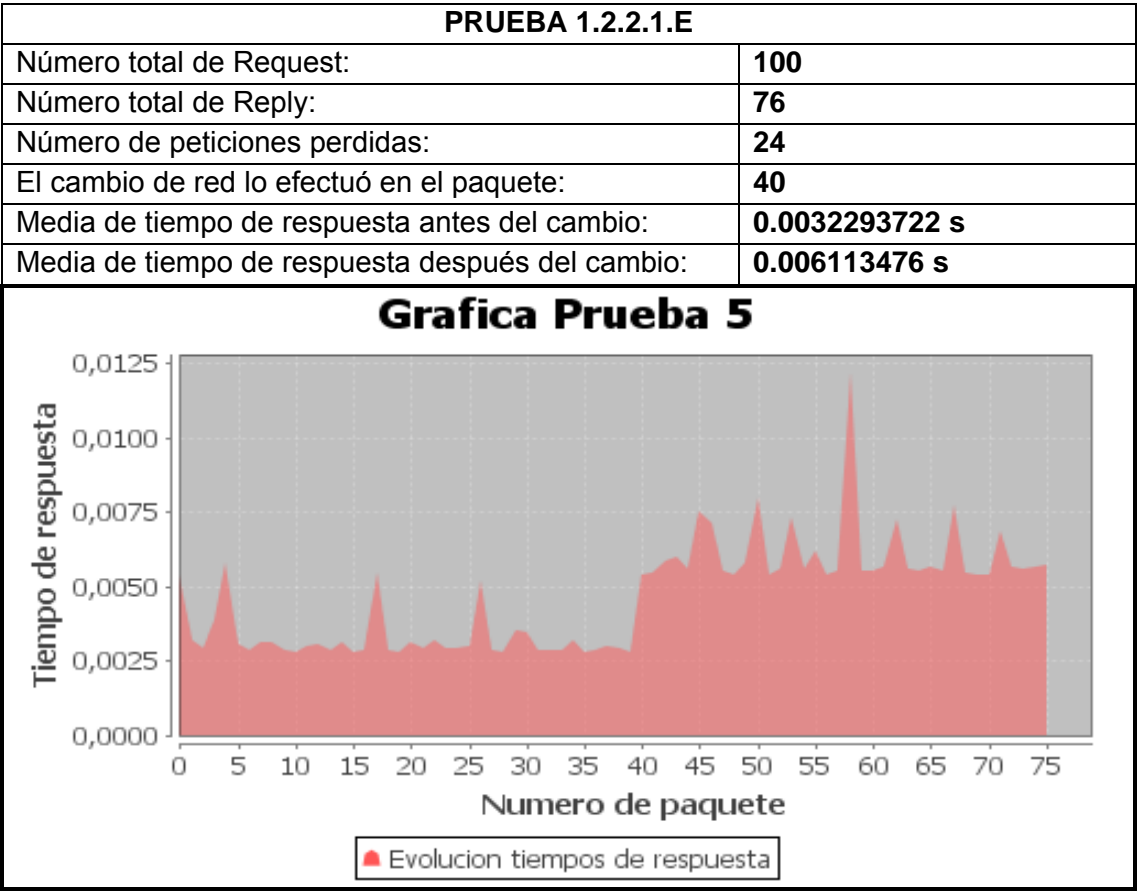 PRUEBA 1.2.2.1.E
Número total de Request: 100
Número total de Reply: 76
Número de peticiones perdidas: 24
El cambio de red lo efectuó en el paquete: 40
Media de tiempo de respuesta antes del cambio: 0.0032293722 s
Media de tiempo de respuesta después del cambio: 0.006113476 s
Grafica Prueba 5
Tiempo de respuesta
0,0125
0,0100
0,0075
0,0050
0,0025
0,0000
0 5 10 15 20 25 30 35 40 45 50 55 60 65 70 75
Numero de paquete
Evolucion tiempos de respuesta